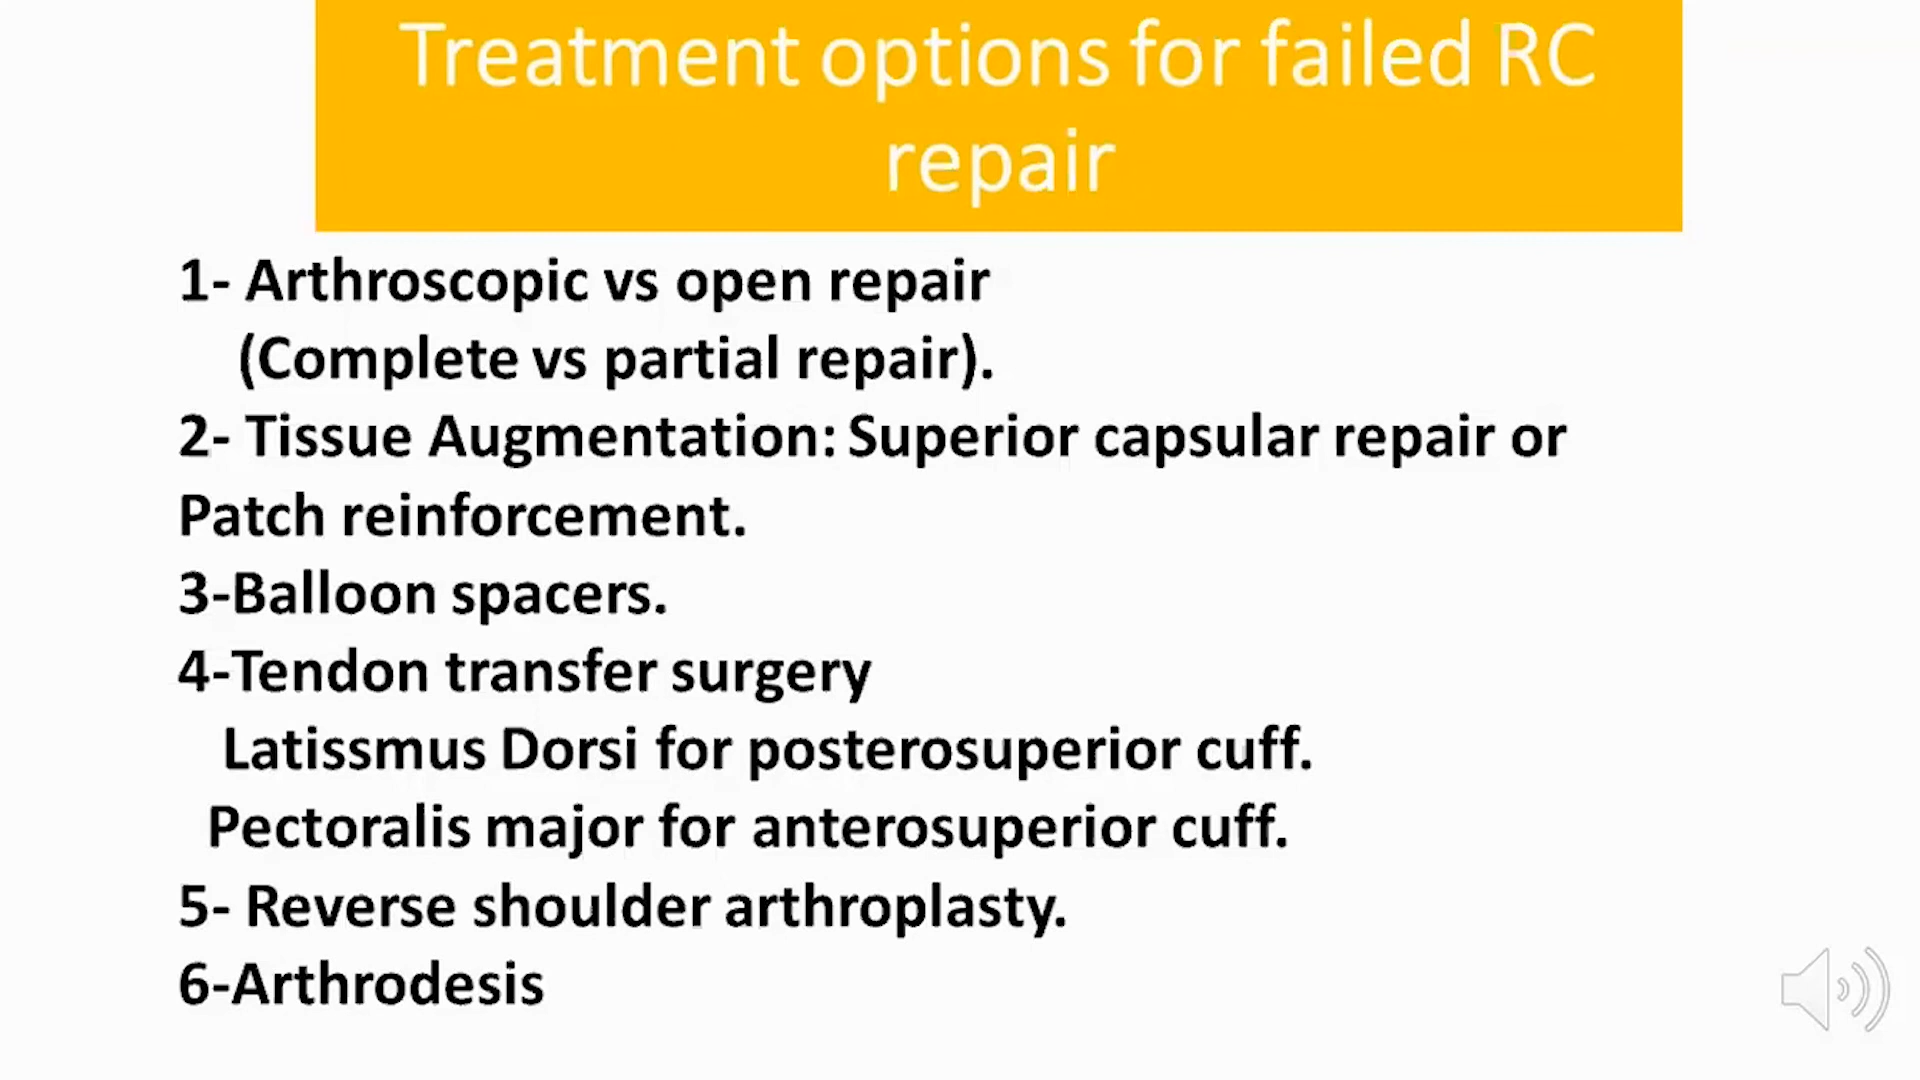 Treatment options for failed RC
repair
1- Arthroscopic vs open repair
(Complete vs partial repair).
2- Tissue Augmentation: Superior capsular repair or
Patch reinforcement.
3-Balloon spacers.
4-Tendon transfer surgery
Latissmus Dorsi for posterosuperior cuff.
Pectoralis major for anterosuperior cuff.
5- Reverse shoulder arthroplasty.
6-Arthrodesis